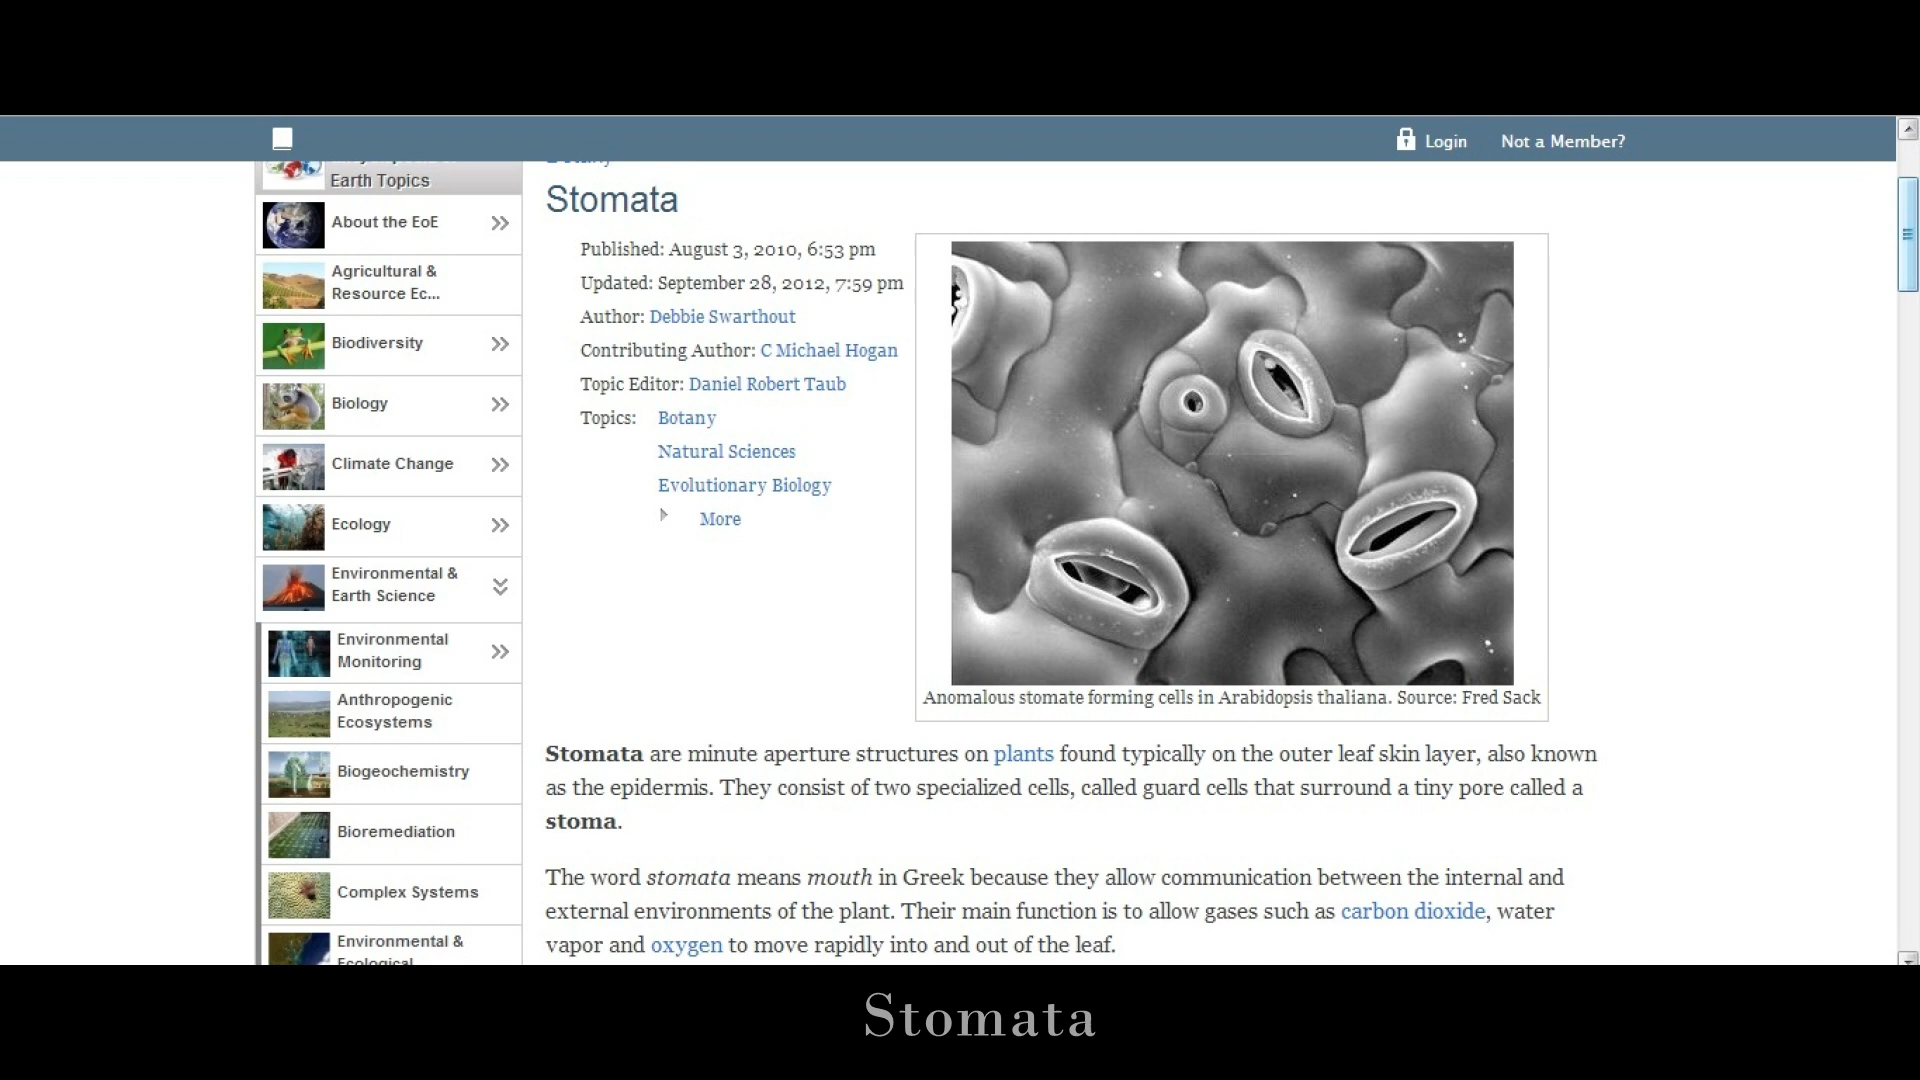 Login
Not a Member?
Earth Topics
About the EoE
Agricultural &
Resource Ec...
Biodiversity
Biology
Climate Change
Ecology
Environmental &
Earth Science
Environmental
Monitoring
Anthropogenic
Ecosystems
Biogeochemistry
Bioremediation
Complex Systems
Environmental &
Ecological
Stomata
Published: August 3, 2010, 6:53 pm
Updated: September 28, 2012, 7:59 pm
Author: Debbie Swarthout
Contributing Author: C Michael Hogan
Topic Editor: Daniel Robert Taub
Topics: Botany
Natural Sciences
Evolutionary Biology
More
Anomalous stomate forming cells in Arabidopsis thaliana. Source: Fred Sack
Stomata are minute aperture structures on plants found typically on the outer leaf skin layer, also known
as the epidermis. They consist of two specialized cells, called guard cells that surround a tiny pore called a
stoma.
The word stomata means mouth in Greek because they allow communication between the internal and
external environments of the plant. Their main function is to allow gases such as carbon dioxide, water
vapor and oxygen to move rapidly into and out of the leaf.
Stomata